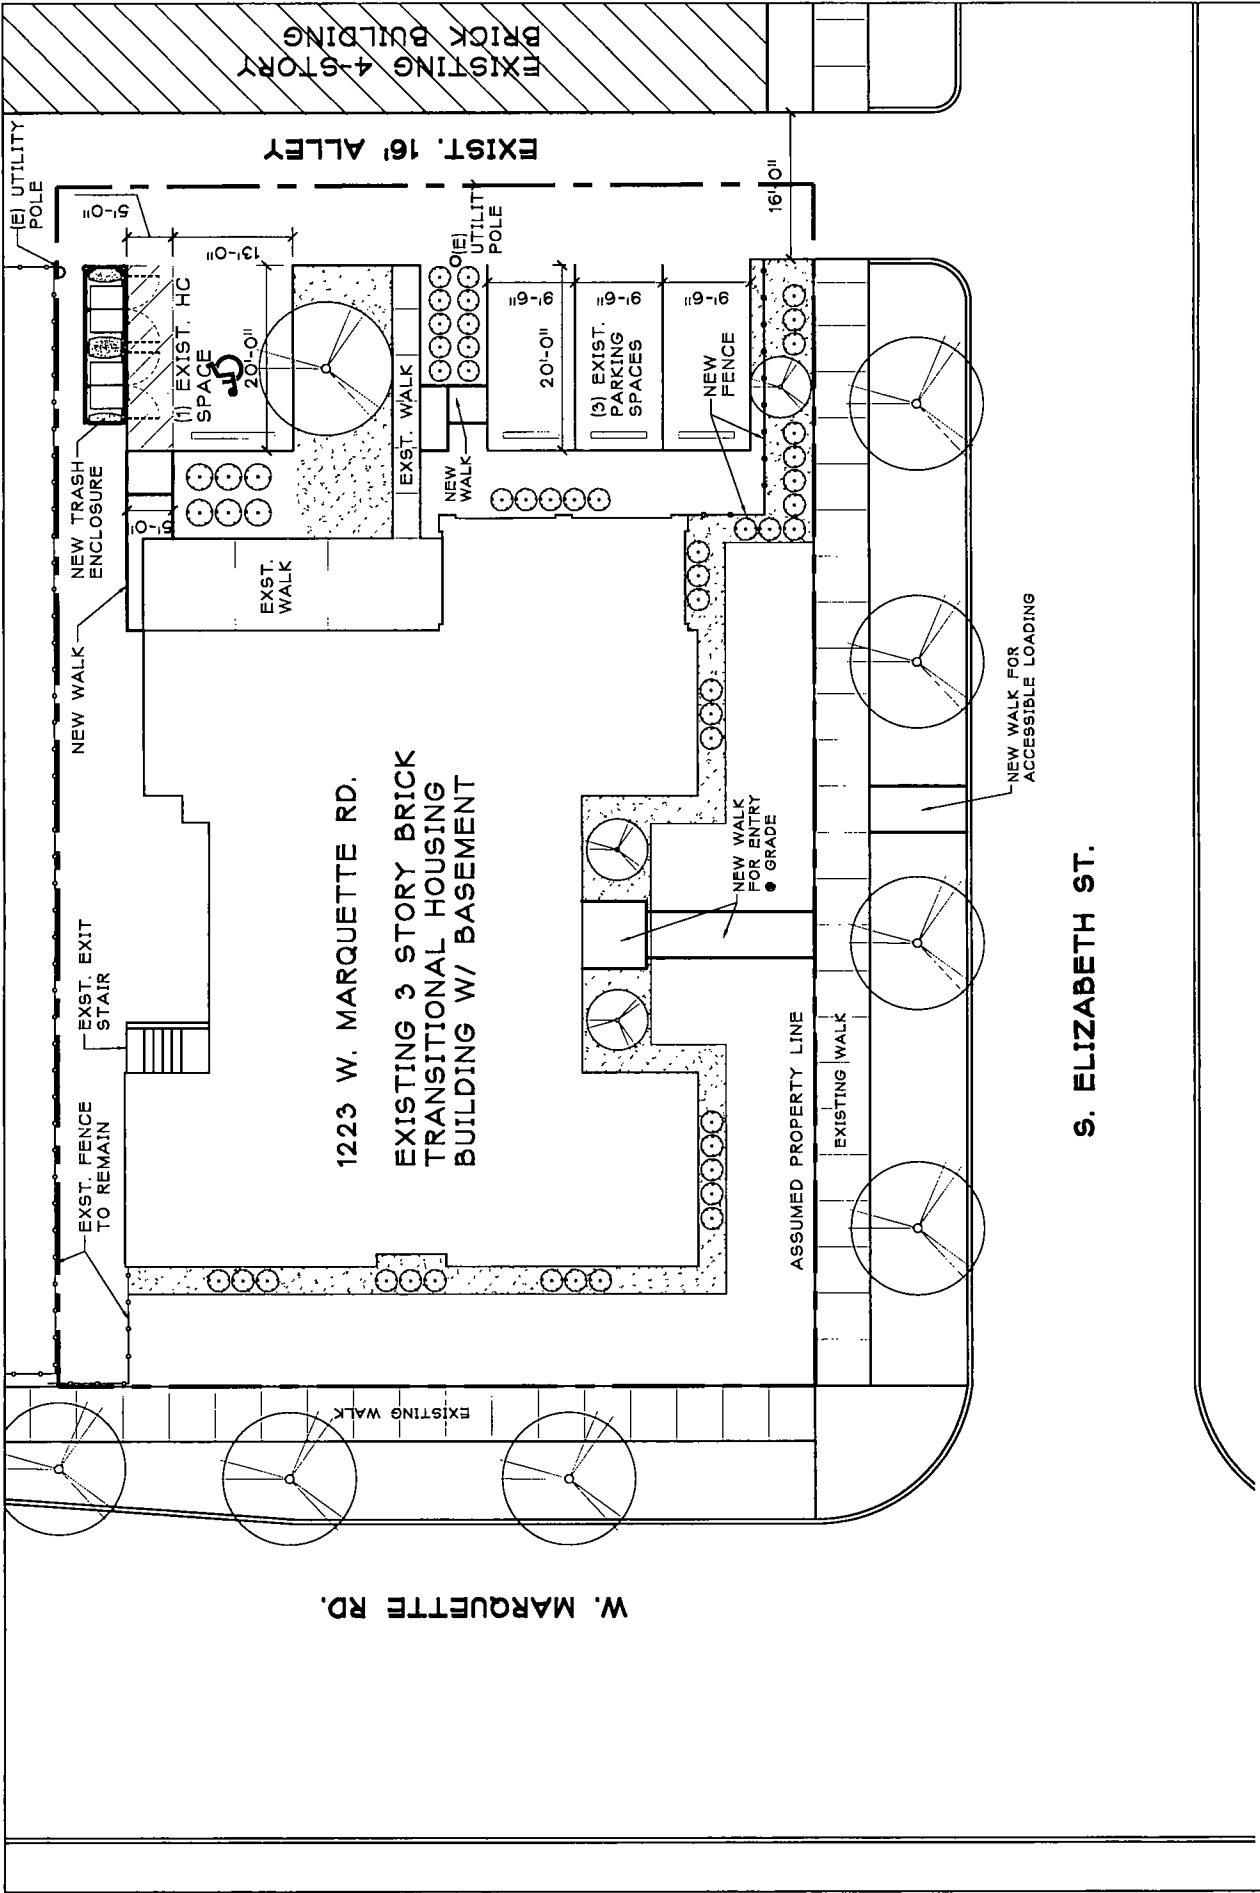 EXISTING 4-STORY
BRICK BUILDING
EXIST. 16' ALLEY
(E) UTILITY
POLE
5'-0"
13'-0"
(1) EXIST. HC
SPACE
20'-0"
NEW TRASH
ENCLOSURE
NEW WALK
5'-0"
EXST. WALK
EXST.
WALK
NEW
WALK
(E)
UTILITY
POLE
9'-6"
9'-6"
9'-6"
20'-0"
(3) EXIST.
PARKING
SPACES
NEW
FENCE
16'-0"
EXST. EXIT
STAIR
EXST. FENCE
TO REMAIN
1223 W. MARQUETTE RD.
EXISTING 3 STORY BRICK
TRANSITIONAL HOUSING
BUILDING W/ BASEMENT
NEW WALK
FOR ENTRY
@ GRADE
NEW WALK FOR
ACCESSIBLE LOADING
ASSUMED PROPERTY LINE
EXISTING WALK
EXISTING WALK
S. ELIZABETH ST.
W. MARQUETTE RD.